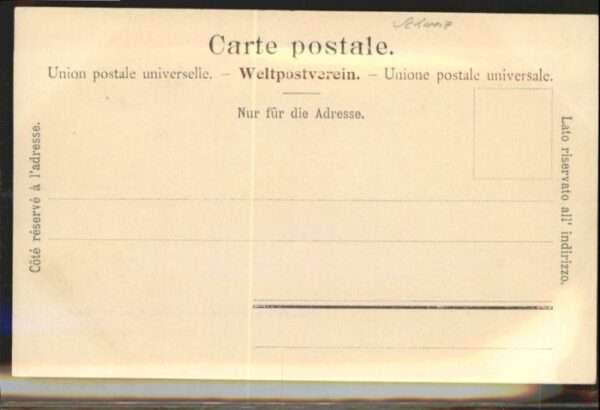 Carte postale.
Union postale universelle. – Weltpostverein. – Unione postale universale.
Nur für die Adresse.
Côté réservé à l'adresse.
Lato riservato all' indirizzo.